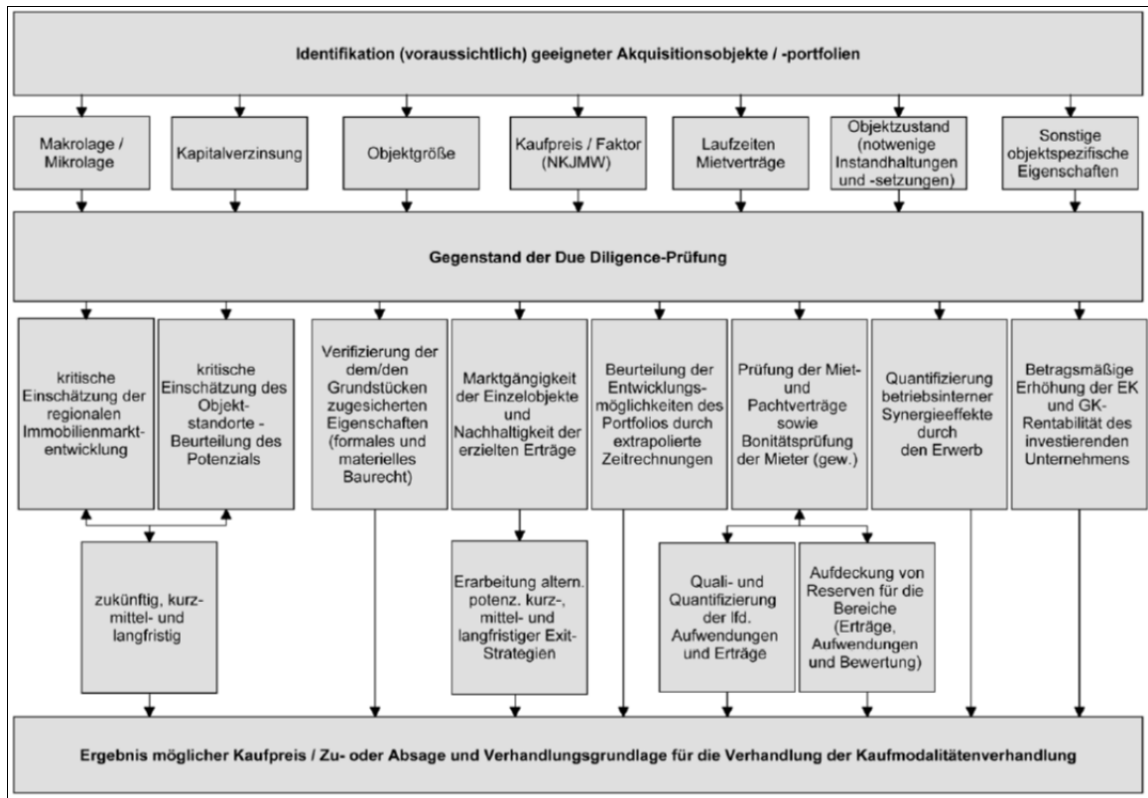 Identifikation (voraussichtlich) geeigneter Akquisitionsobjekte / -portfolien
Makrolage /
Mikrolage
Kapitalverzinsung
Objektgröße
Kaufpreis / Faktor
(NKJMW)
Laufzeiten
Mietverträge
Objektzustand
(notwenige
Instandhaltungen
und -setzungen)
Sonstige
objektspezifische
Eigenschaften
Gegenstand der Due Diligence-Prüfung
kritische
Einschätzung der
regionalen
Immobilienmarkt-
entwicklung
kritische
Einschätzung des
Objekt-
standorte -
Beurteilung des
Potenzials
Verifizierung der
dem/den
Grundstücken
zugesicherten
Eigenschaften
(formales und
materielles
Baurecht)
Marktgängigkeit
der Einzelobjekte
und
Nachhaltigkeit der
erzielten Erträge
Beurteilung der
Entwicklungs-
möglichkeiten des
Portfolios durch
extrapolierte
Zeitrechnungen
Prüfung der Miet-
und
Pachtverträge
sowie
Bonitätsprüfung
der Mieter (gew.)
Quantifizierung
betriebsinterner
Synergieeffekte
durch
den Erwerb
Betragsmäßige
Erhöhung der EK
und GK-
Rentabilität des
investierenden
Unternehmens
zukünftig, kurz-
mittel- und
langfristig
Erarbeitung altern.
potenz. kurz-,
mittel- und
langfristiger Exit-
Strategien
Quali- und
Quantifizierung
der lfd.
Aufwendungen
und Erträge
Aufdeckung von
Reserven für die
Bereiche
(Erträge,
Aufwendungen
und Bewertung)
Ergebnis möglicher Kaufpreis / Zu- oder Absage und Verhandlungsgrundlage für die Verhandlung der Kaufmodalitätenverhandlung